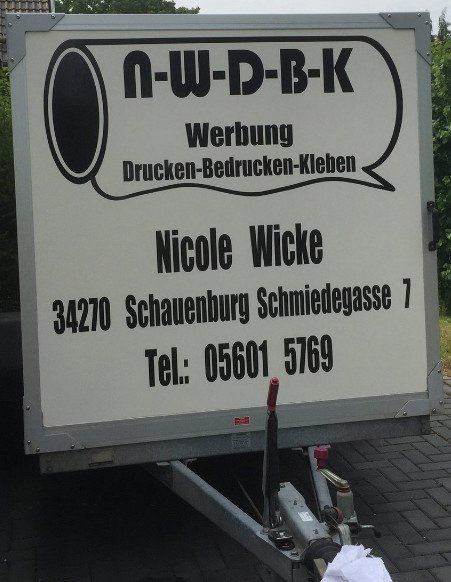 n-W-D-B-K
Werbung
Drucken-Bedrucken-Kleben
Nicole Wicke
34270 Schauenburg Schmiedegasse 7
Tel.: 05601 5769